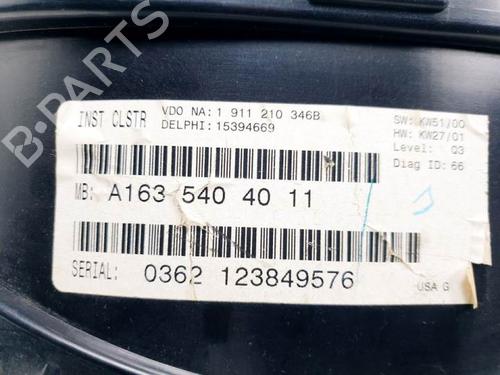 B-PARTS
INST CLSTR
VDO NA: 1 911 210 346B
DELPHI: 15394669
SW: KW51/00
HW: KW27/01
Level: Q3
Diag ID: 66
MB: A163 540 40 11
SERIAL: 0362 123849576
USA G